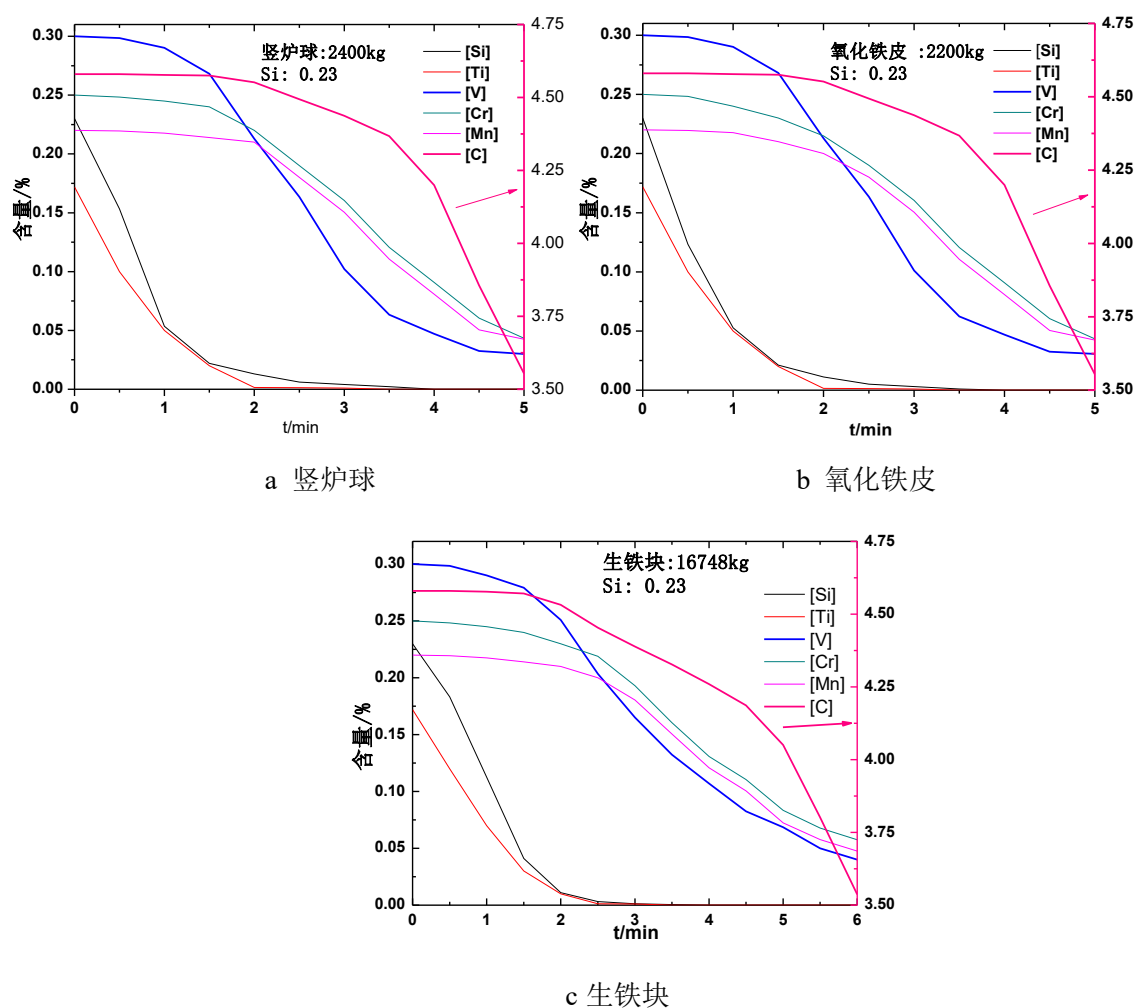 竖炉球:2400kg
Si: 0.23
[Si]
[Ti]
[V]
[Cr]
[Mn]
[C]
含量/%
0.30
0.25
0.20
0.15
0.10
0.05
0.00
4.75
4.50
4.25
4.00
3.75
3.50
0 1 2 3 4 5
t/min
a 竖炉球
氧化铁皮 :2200kg
Si: 0.23
[Si]
[Ti]
[V]
[Cr]
[Mn]
[C]
含量/%
0.30
0.25
0.20
0.15
0.10
0.05
0.00
4.75
4.50
4.25
4.00
3.75
3.50
0 1 2 3 4 5
t/min
b 氧化铁皮
生铁块:16748kg
Si: 0.23
[Si]
[Ti]
[V]
[Cr]
[Mn]
[C]
含量/%
0.30
0.25
0.20
0.15
0.10
0.05
0.00
4.75
4.50
4.25
4.00
3.75
3.50
0 1 2 3 4 5 6
t/min
c 生铁块